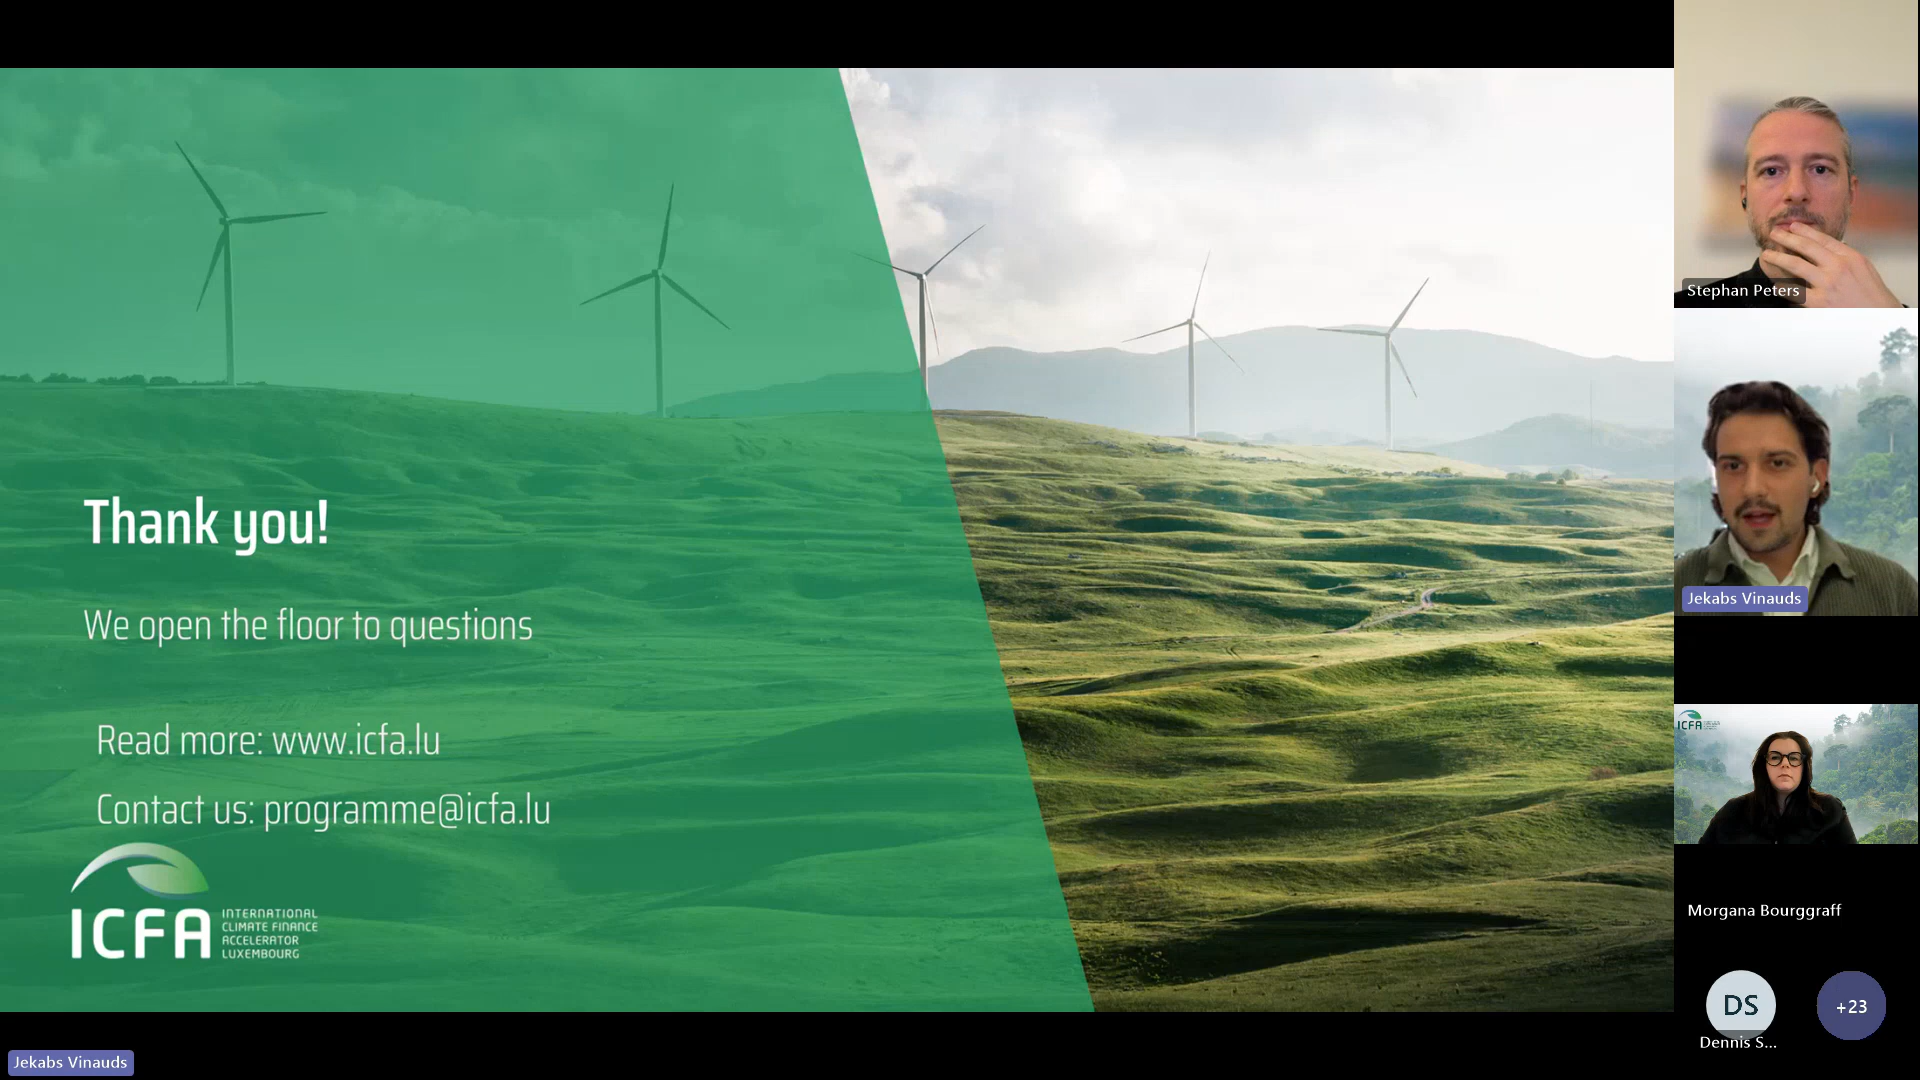 Thank you!
We open the floor to questions
Read more: www.icfa.lu
Contact us: programme@icfa.lu
ICFA
INTERNATIONAL
CLIMATE FINANCE
ACCELERATOR
LUXEMBOURG
Jekabs Vinauds
Stephan Peters
Jekabs Vinauds
ICFA
Morgana Bourggraff
DS
Dennis S...
+23